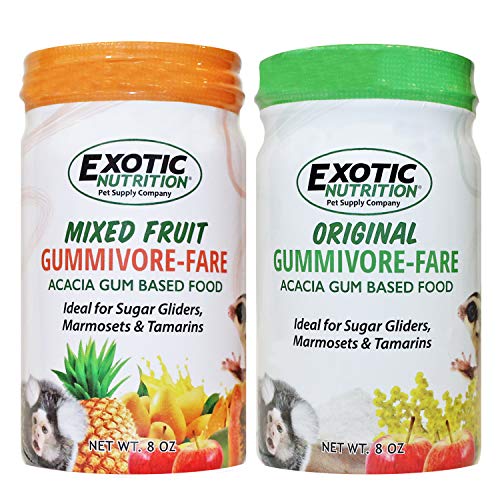 EXOTIC
NUTRITION®
Pet Supply Company
MIXED FRUIT
GUMMIVORE-FARE
ACACIA GUM BASED FOOD
Ideal for Sugar Gliders,
Marmosets & Tamarins
NET WT. 8 OZ
EXOTIC
NUTRITION®
Pet Supply Company
ORIGINAL
GUMMIVORE-FARE
ACACIA GUM BASED FOOD
Ideal for Sugar Gliders,
Marmosets & Tamarins
NET WT. 8 OZ